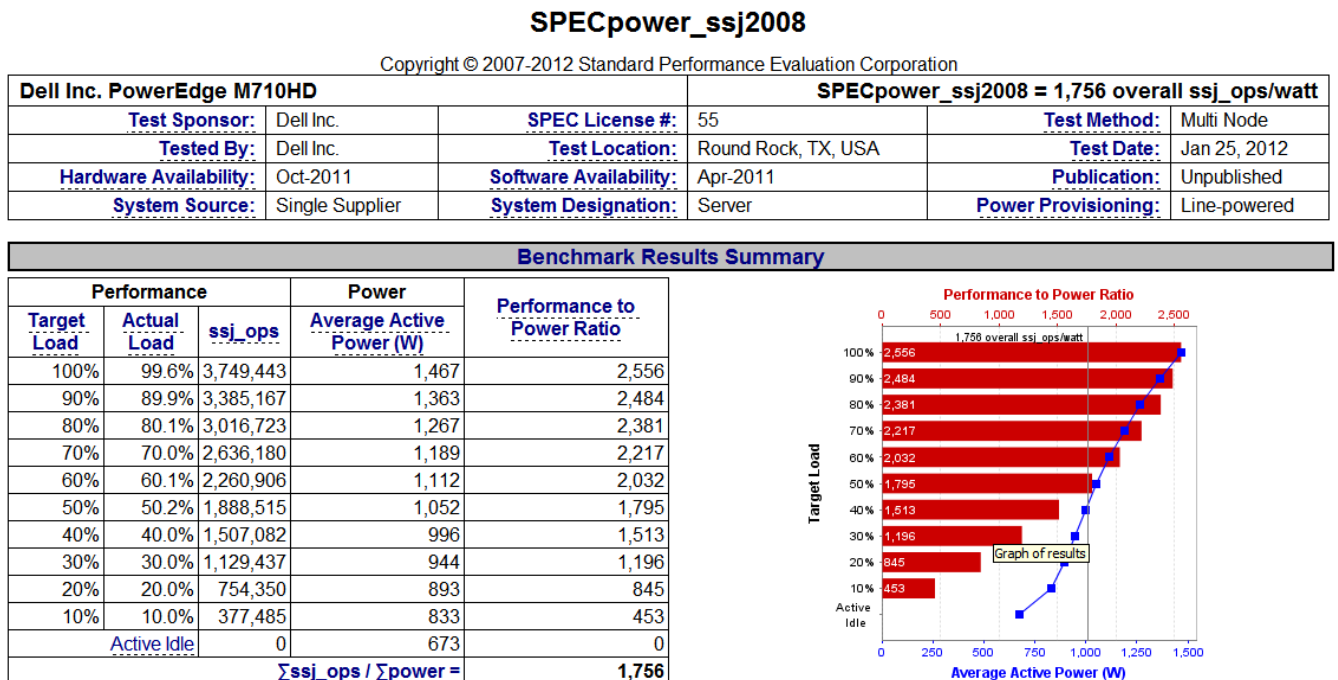 SPECpower_ssj2008
Copyright © 2007-2012 Standard Performance Evaluation Corporation
Dell Inc. PowerEdge M710HD SPECpower_ssj2008 = 1,756 overall ssj_ops/watt
Test Sponsor: Dell Inc. SPEC License #: 55 Test Method: Multi Node
Tested By: Dell Inc. Test Location: Round Rock, TX, USA Test Date: Jan 25, 2012
Hardware Availability: Oct-2011 Software Availability: Apr-2011 Publication: Unpublished
System Source: Single Supplier System Designation: Server Power Provisioning: Line-powered
Benchmark Results Summary
Performance Power Performance to Power Ratio
Target Load Actual Load ssj_ops Average Active Power (W)
100% 99.6% 3,749,443 1,467 2,556
90% 89.9% 3,385,167 1,363 2,484
80% 80.1% 3,016,723 1,267 2,381
70% 70.0% 2,636,180 1,189 2,217
60% 60.1% 2,260,906 1,112 2,032
50% 50.2% 1,888,515 1,052 1,795
40% 40.0% 1,507,082 996 1,513
30% 30.0% 1,129,437 944 1,196
20% 20.0% 754,350 893 845
10% 10.0% 377,485 833 453
Active Idle 0 673 0
∑ssj_ops / ∑power = 1,756
Performance to Power Ratio
0 500 1,000 1,500 2,000 2,500
1,756 overall ssj_ops/watt
Target Load
100% 2,556
90% 2,484
80% 2,381
70% 2,217
60% 2,032
50% 1,795
40% 1,513
30% 1,196
Graph of results
20% 845
10% 453
Active
Idle
0 250 500 750 1,000 1,250 1,500
Average Active Power (W)